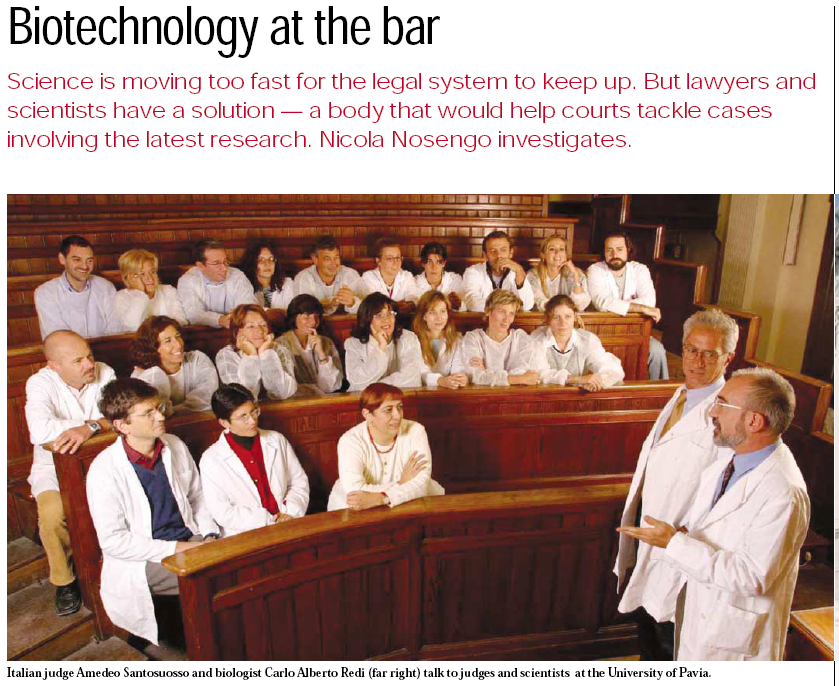 Biotechnology at the bar
Science is moving too fast for the legal system to keep up. But lawyers and
scientists have a solution — a body that would help courts tackle cases
involving the latest research. Nicola Nosengo investigates.
Italian judge Amedeo Santosuosso and biologist Carlo Alberto Redi (far right) talk to judges and scientists at the University of Pavia.